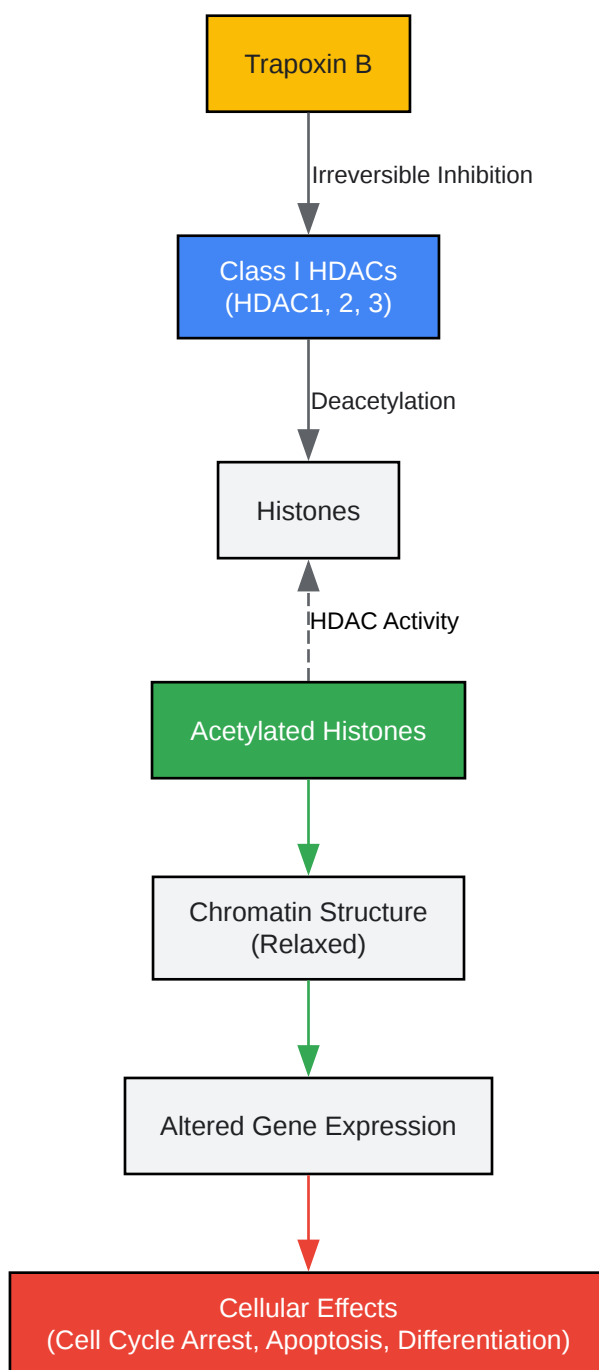 Trapoxin B
Irreversible Inhibition
Class I HDACs
(HDAC1, 2, 3)
Deacetylation
Histones
HDAC Activity
Acetylated Histones
Chromatin Structure
(Relaxed)
Altered Gene Expression
Cellular Effects
(Cell Cycle Arrest, Apoptosis, Differentiation)